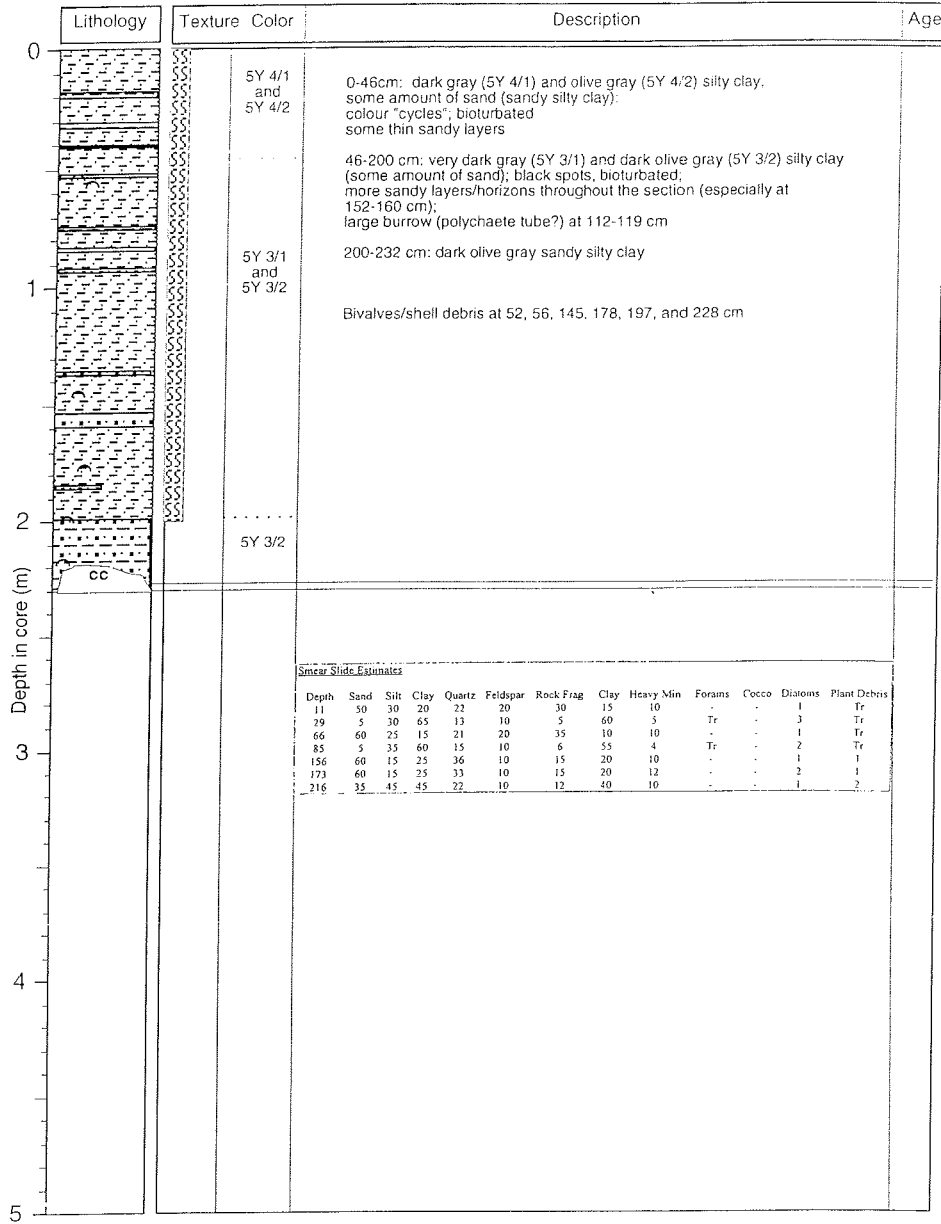 Lithology Texture Color Description Age
0
5Y 4/1
and
5Y 4/2
0-46cm: dark gray (5Y 4/1) and olive gray (5Y 4/2) silty clay,
some amount of sand (sandy silty clay):
colour "cycles"; bioturbated
some thin sandy layers
46-200 cm: very dark gray (5Y 3/1) and dark olive gray (5Y 3/2) silty clay
(some amount of sand); black spots, bioturbated;
more sandy layers/horizons throughout the section (especially at
152-160 cm);
large burrow (polychaete tube?) at 112-119 cm
5Y 3/1
and
5Y 3/2
200-232 cm: dark olive gray sandy silty clay
1
Bivalves/shell debris at 52, 56, 145, 178, 197, and 228 cm
2
5Y 3/2
cc
Depth in core (m)
Smear Slide Estimates
Depth Sand Silt Clay Quartz Feldspar Rock Frag Clay Heavy Min Forams Cocco Diatoms Plant Debris
11 50 30 20 22 20 30 15 10 - - 1 Tr
29 5 30 65 13 10 5 60 5 Tr - 3 Tr
66 60 25 15 21 20 35 10 10 - - 1 Tr
85 5 35 60 15 10 6 55 4 Tr - 2 Tr
156 60 15 25 36 10 15 20 10 - - 1 1
173 60 15 25 33 10 15 20 12 - - 2 1
216 35 45 45 22 10 12 40 10 - - 1 2
3
4
5